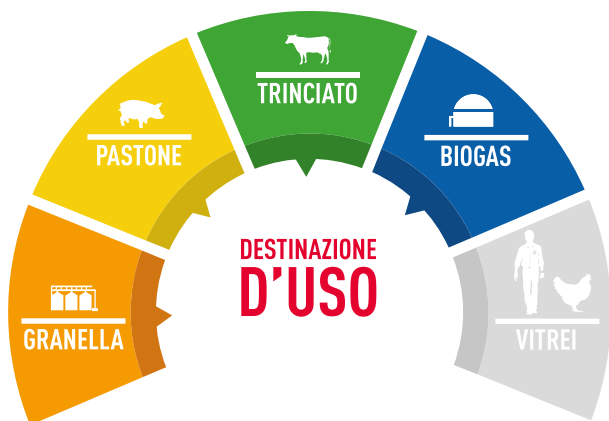 GRANELLA
PASTONE
TRINCIATO
BIOGAS
VITREI
DESTINAZIONE
D'USO